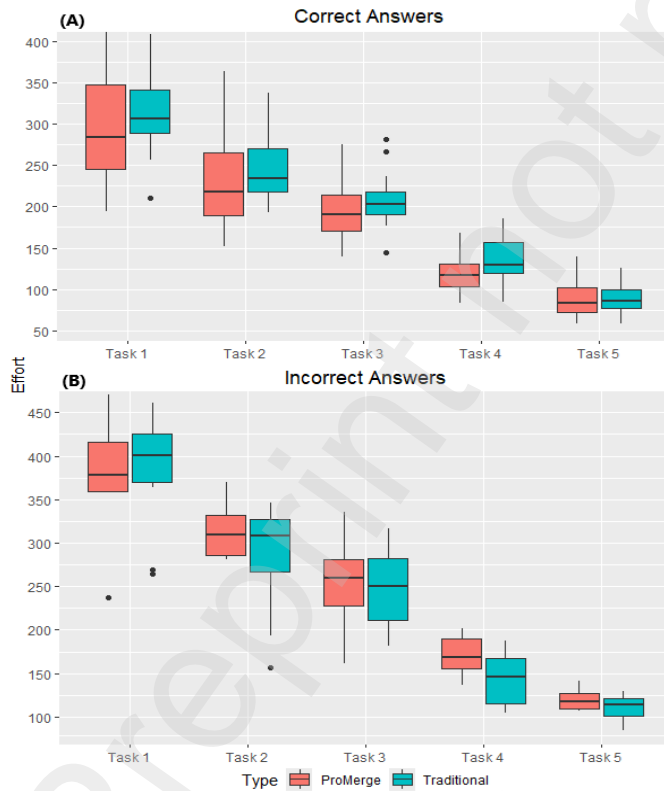 (A) Correct Answers
400
350
300
250
200
150
100
50
Task 1 Task 2 Task 3 Task 4 Task 5
Effort
(B) Incorrect Answers
450
400
350
300
250
200
150
100
Task 1 Task 2 Task 3 Task 4 Task 5
Type ProMerge Traditional
Preprint not